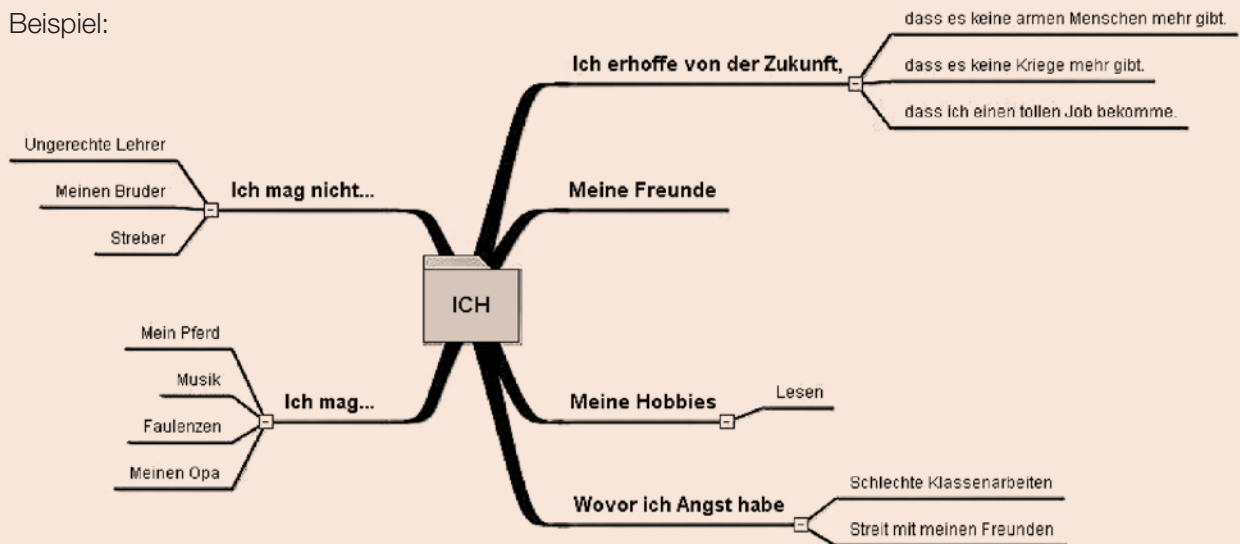 Beispiel:
Ich erhoffe von der Zukunft,
dass es keine armen Menschen mehr gibt.
dass es keine Kriege mehr gibt.
dass ich einen tollen Job bekomme.
Ich mag nicht...
Ungerechte Lehrer
Meinen Bruder
Streber
Meine Freunde
ICH
Ich mag...
Mein Pferd
Musik
Faulenzen
Meinen Opa
Meine Hobbies
Lesen
Wovor ich Angst habe
Schlechte Klassenarbeiten
Streit mit meinen Freunden